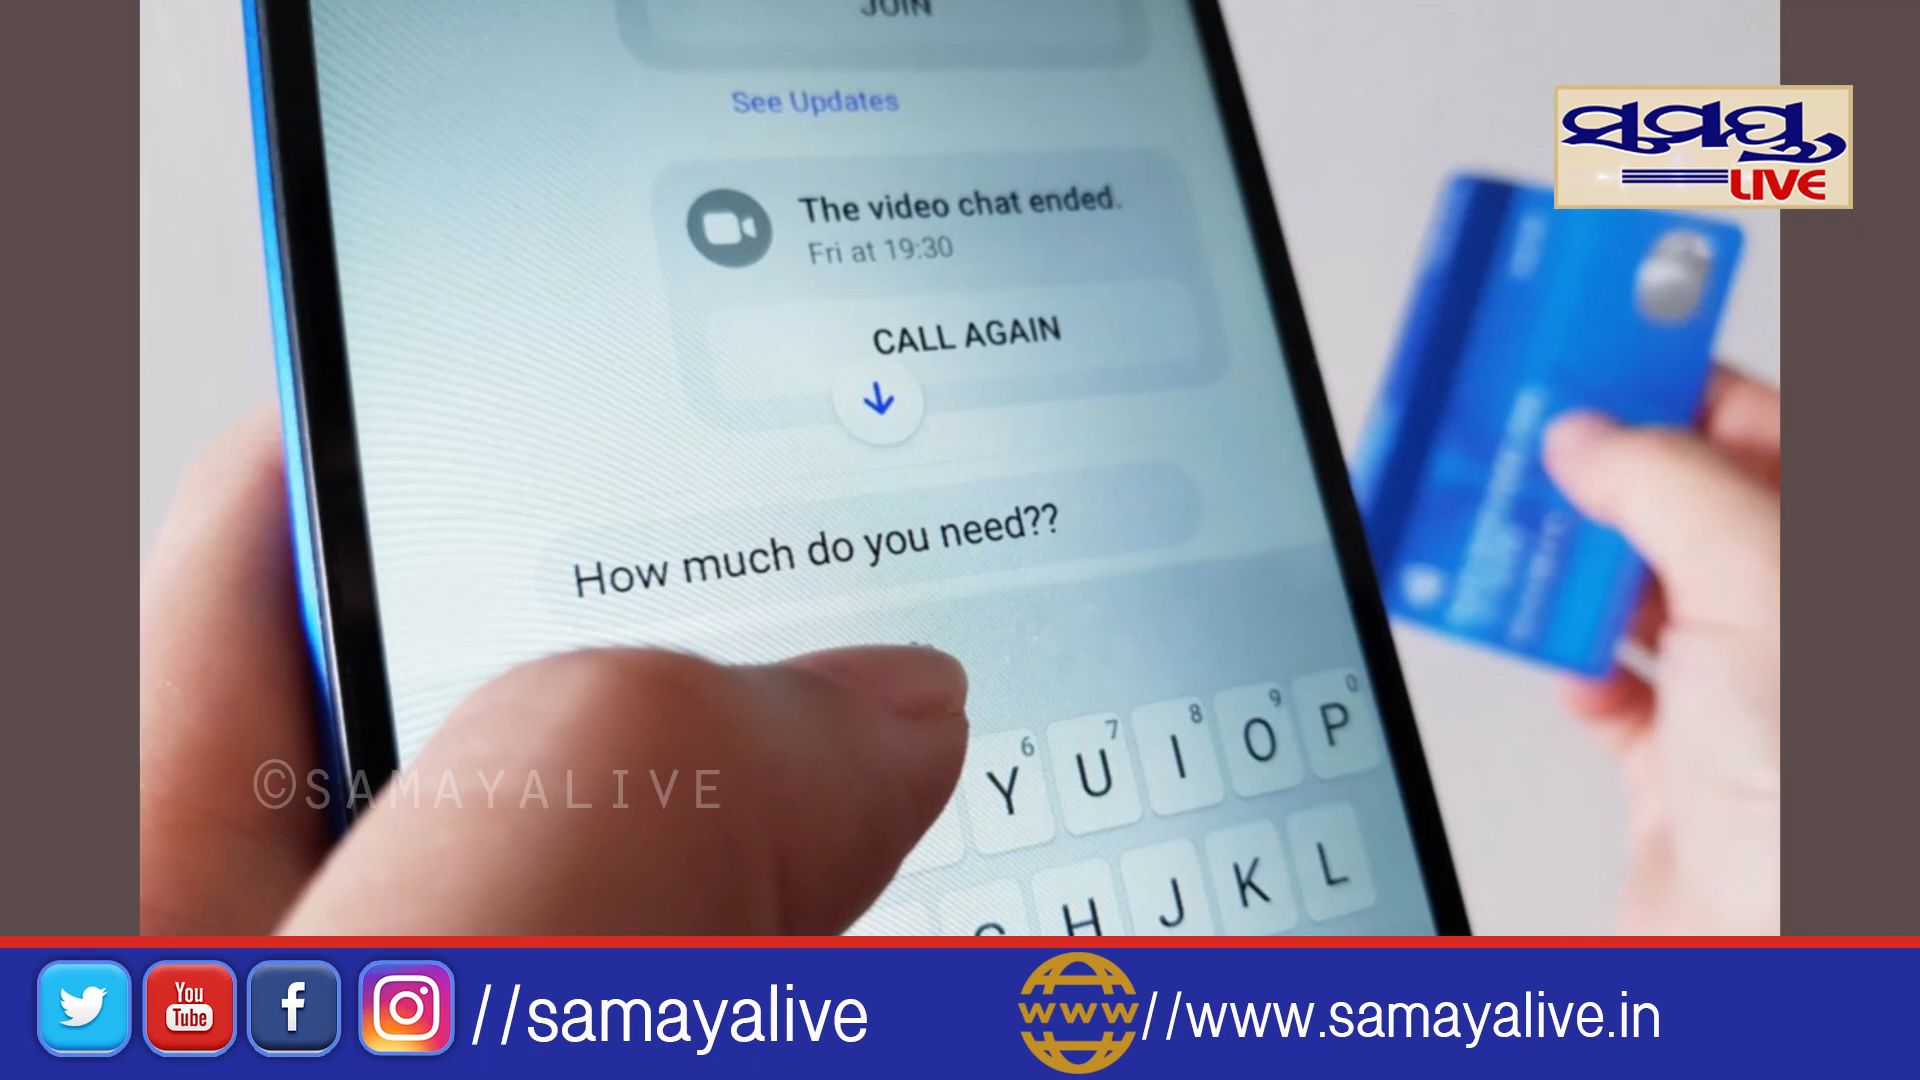 JOIN
See Updates
ସମୟ
LIVE
The video chat ended.
Fri at 19:30
CALL AGAIN
How much do you need??
6 7 8 9 0
Y U I O P
G H J K L
©SAMAYALIVE
You
Tube
//samayalive
www//www.samayalive.in